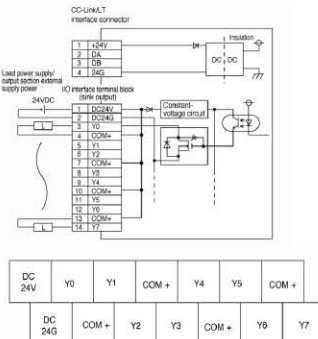 CC-Link/LT
interface connector
1 +24V
2 DA
3 DB
4 24G
Insulation
DC DC
Load power supply/
output section external
supply power
I/O interface terminal block
(sink output)
24VDC
1 DC24V
2 DC24G
3 Y0
4 COM+
5 Y1
6 Y2
7 COM+
8 Y3
9 Y4
10 COM+
11 Y5
12 Y6
13 COM+
14 Y7
L
L
Constant-
voltage circuit
DC
24V
Y0
Y1
COM +
Y4
Y5
COM +
DC
24G
COM +
Y2
Y3
COM +
Y6
Y7